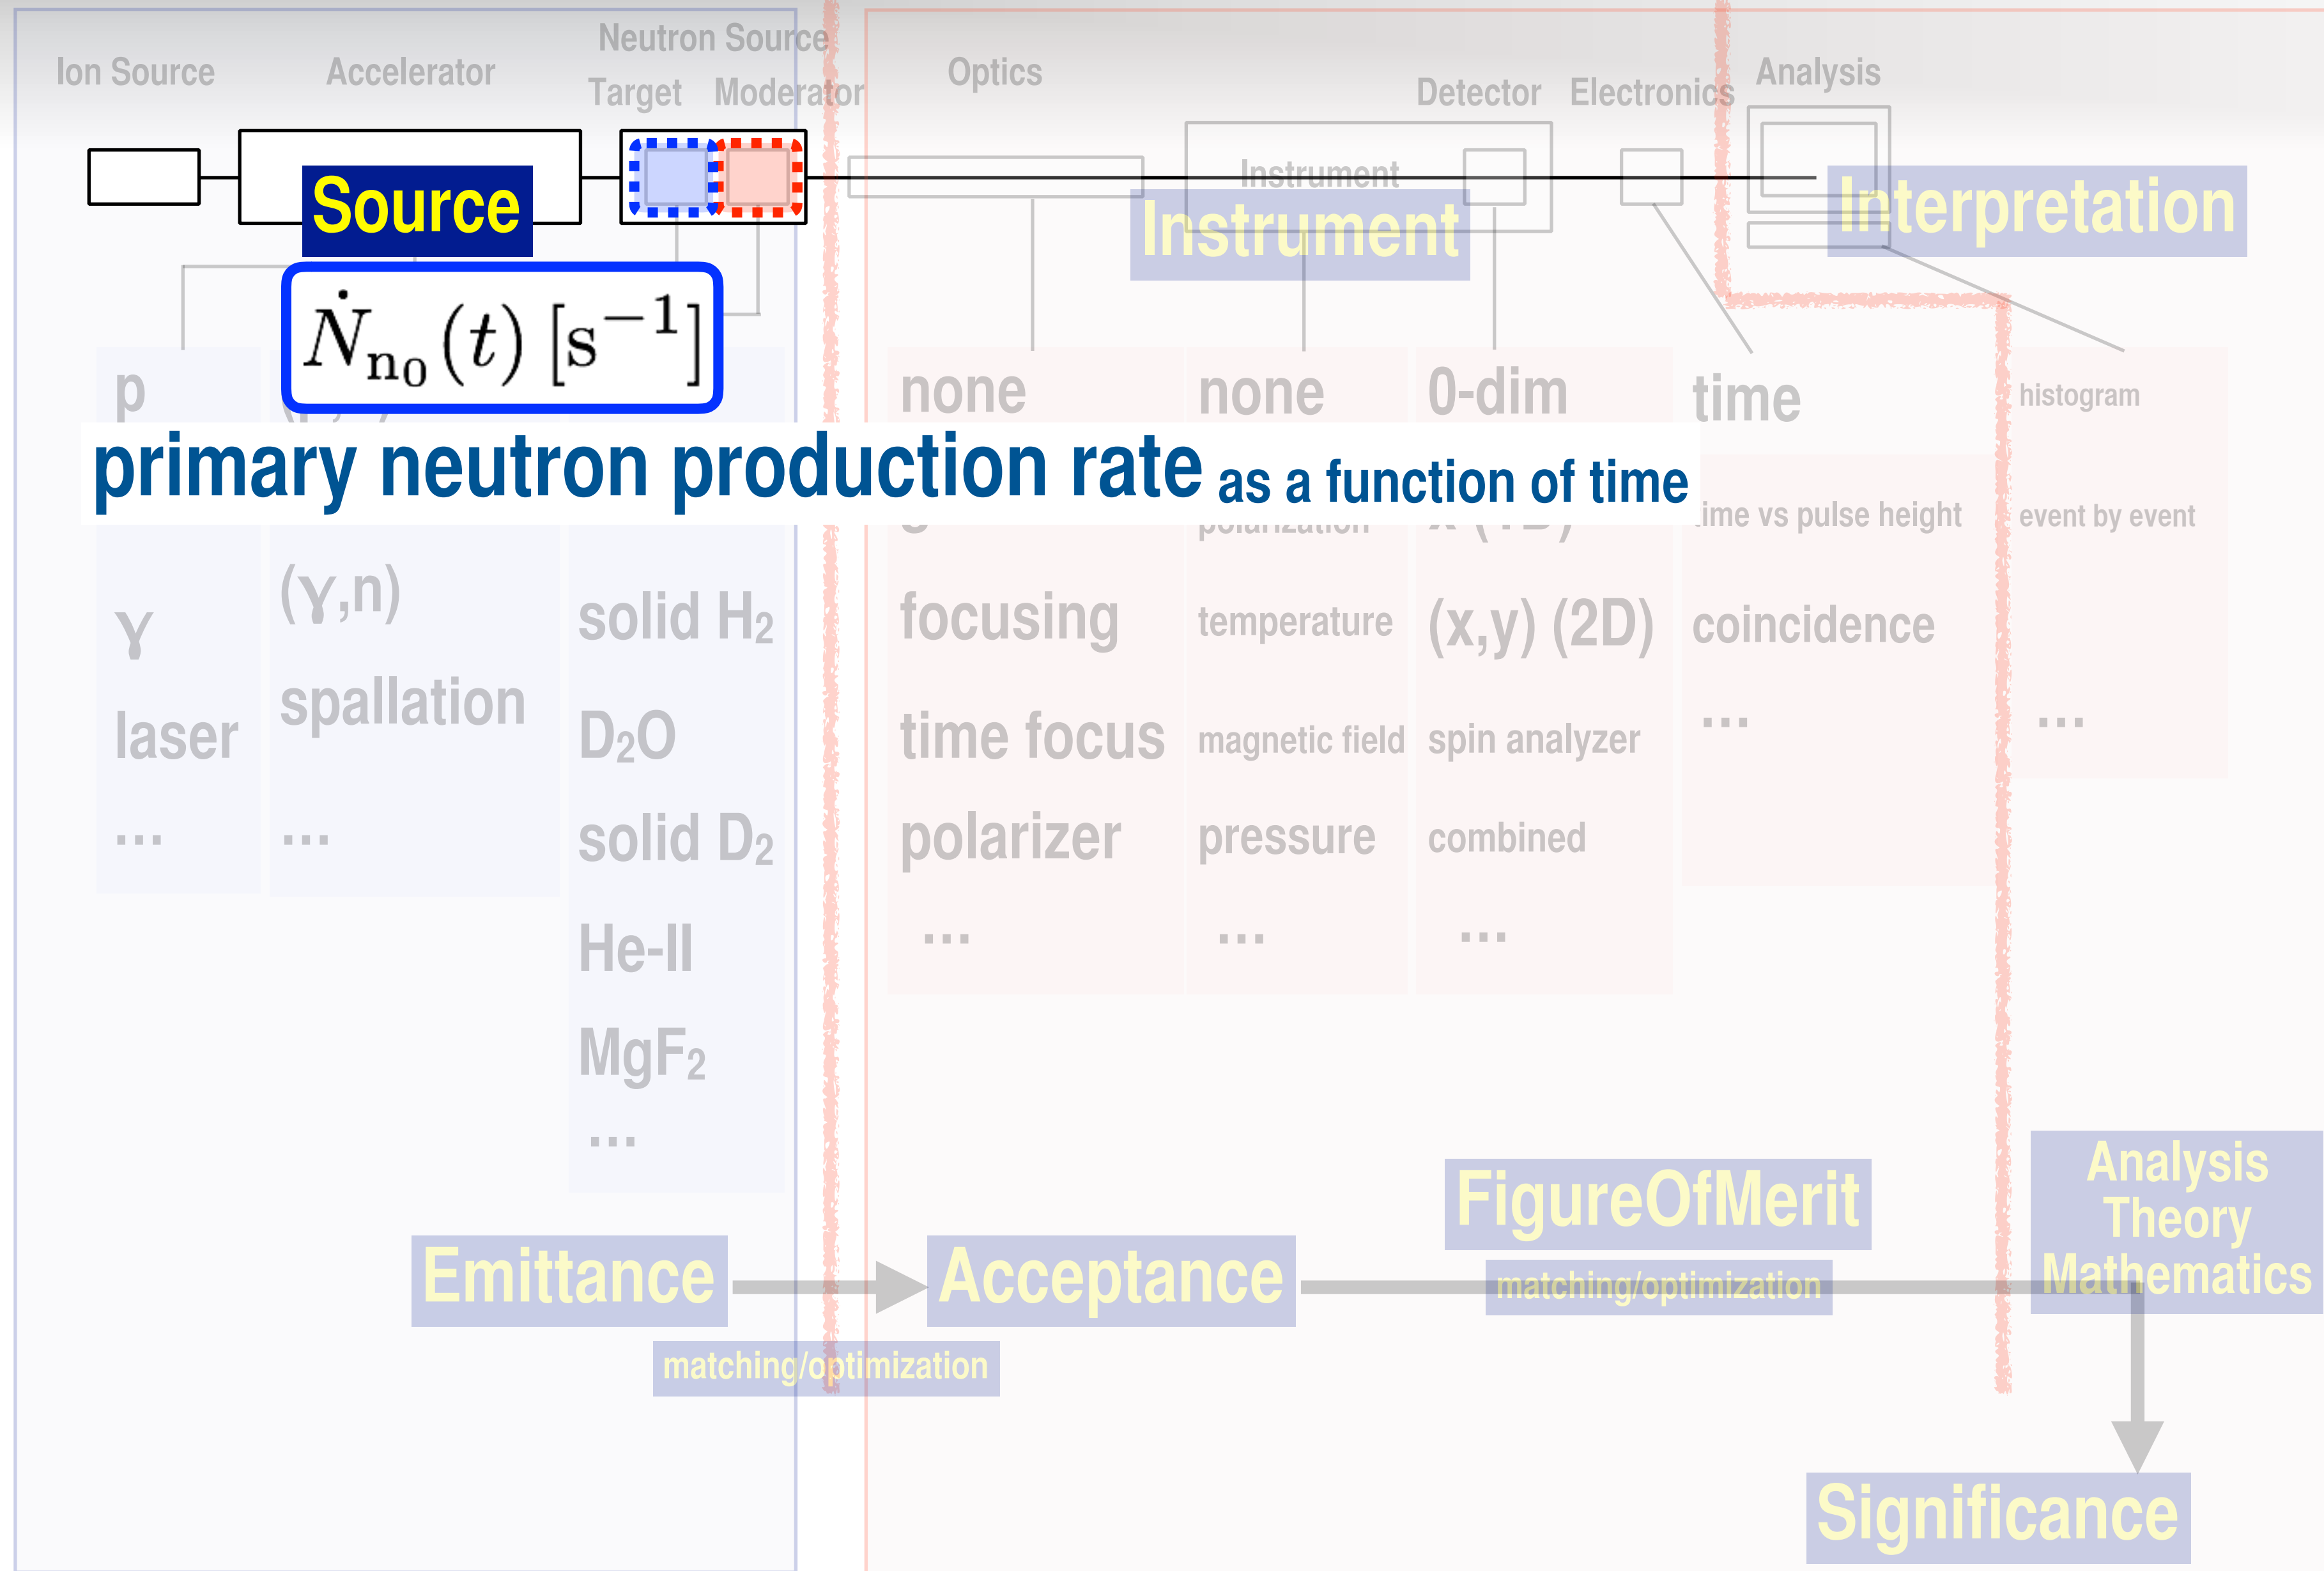 Neutron Source
Ion Source
Accelerator
Target
Moderator
Optics
Detector
Electronics
Analysis
Instrument
Source
Instrument
Interpretation
Ṅₙ₀(t) [s⁻¹]
p
none
none
0-dim
time
histogram
primary neutron production rate as a function of time
polarization
x (1D)
time vs pulse height
event by event
γ
(γ,n)
solid H₂
focusing
temperature
(x,y) (2D)
coincidence
laser
spallation
D₂O
time focus
magnetic field
spin analyzer
...
...
...
...
solid D₂
polarizer
pressure
combined
He-II
...
...
...
MgF₂
...
Emittance
Acceptance
FigureOfMerit
matching/optimization
Analysis
Theory
Mathematics
matching/optimization
Significance